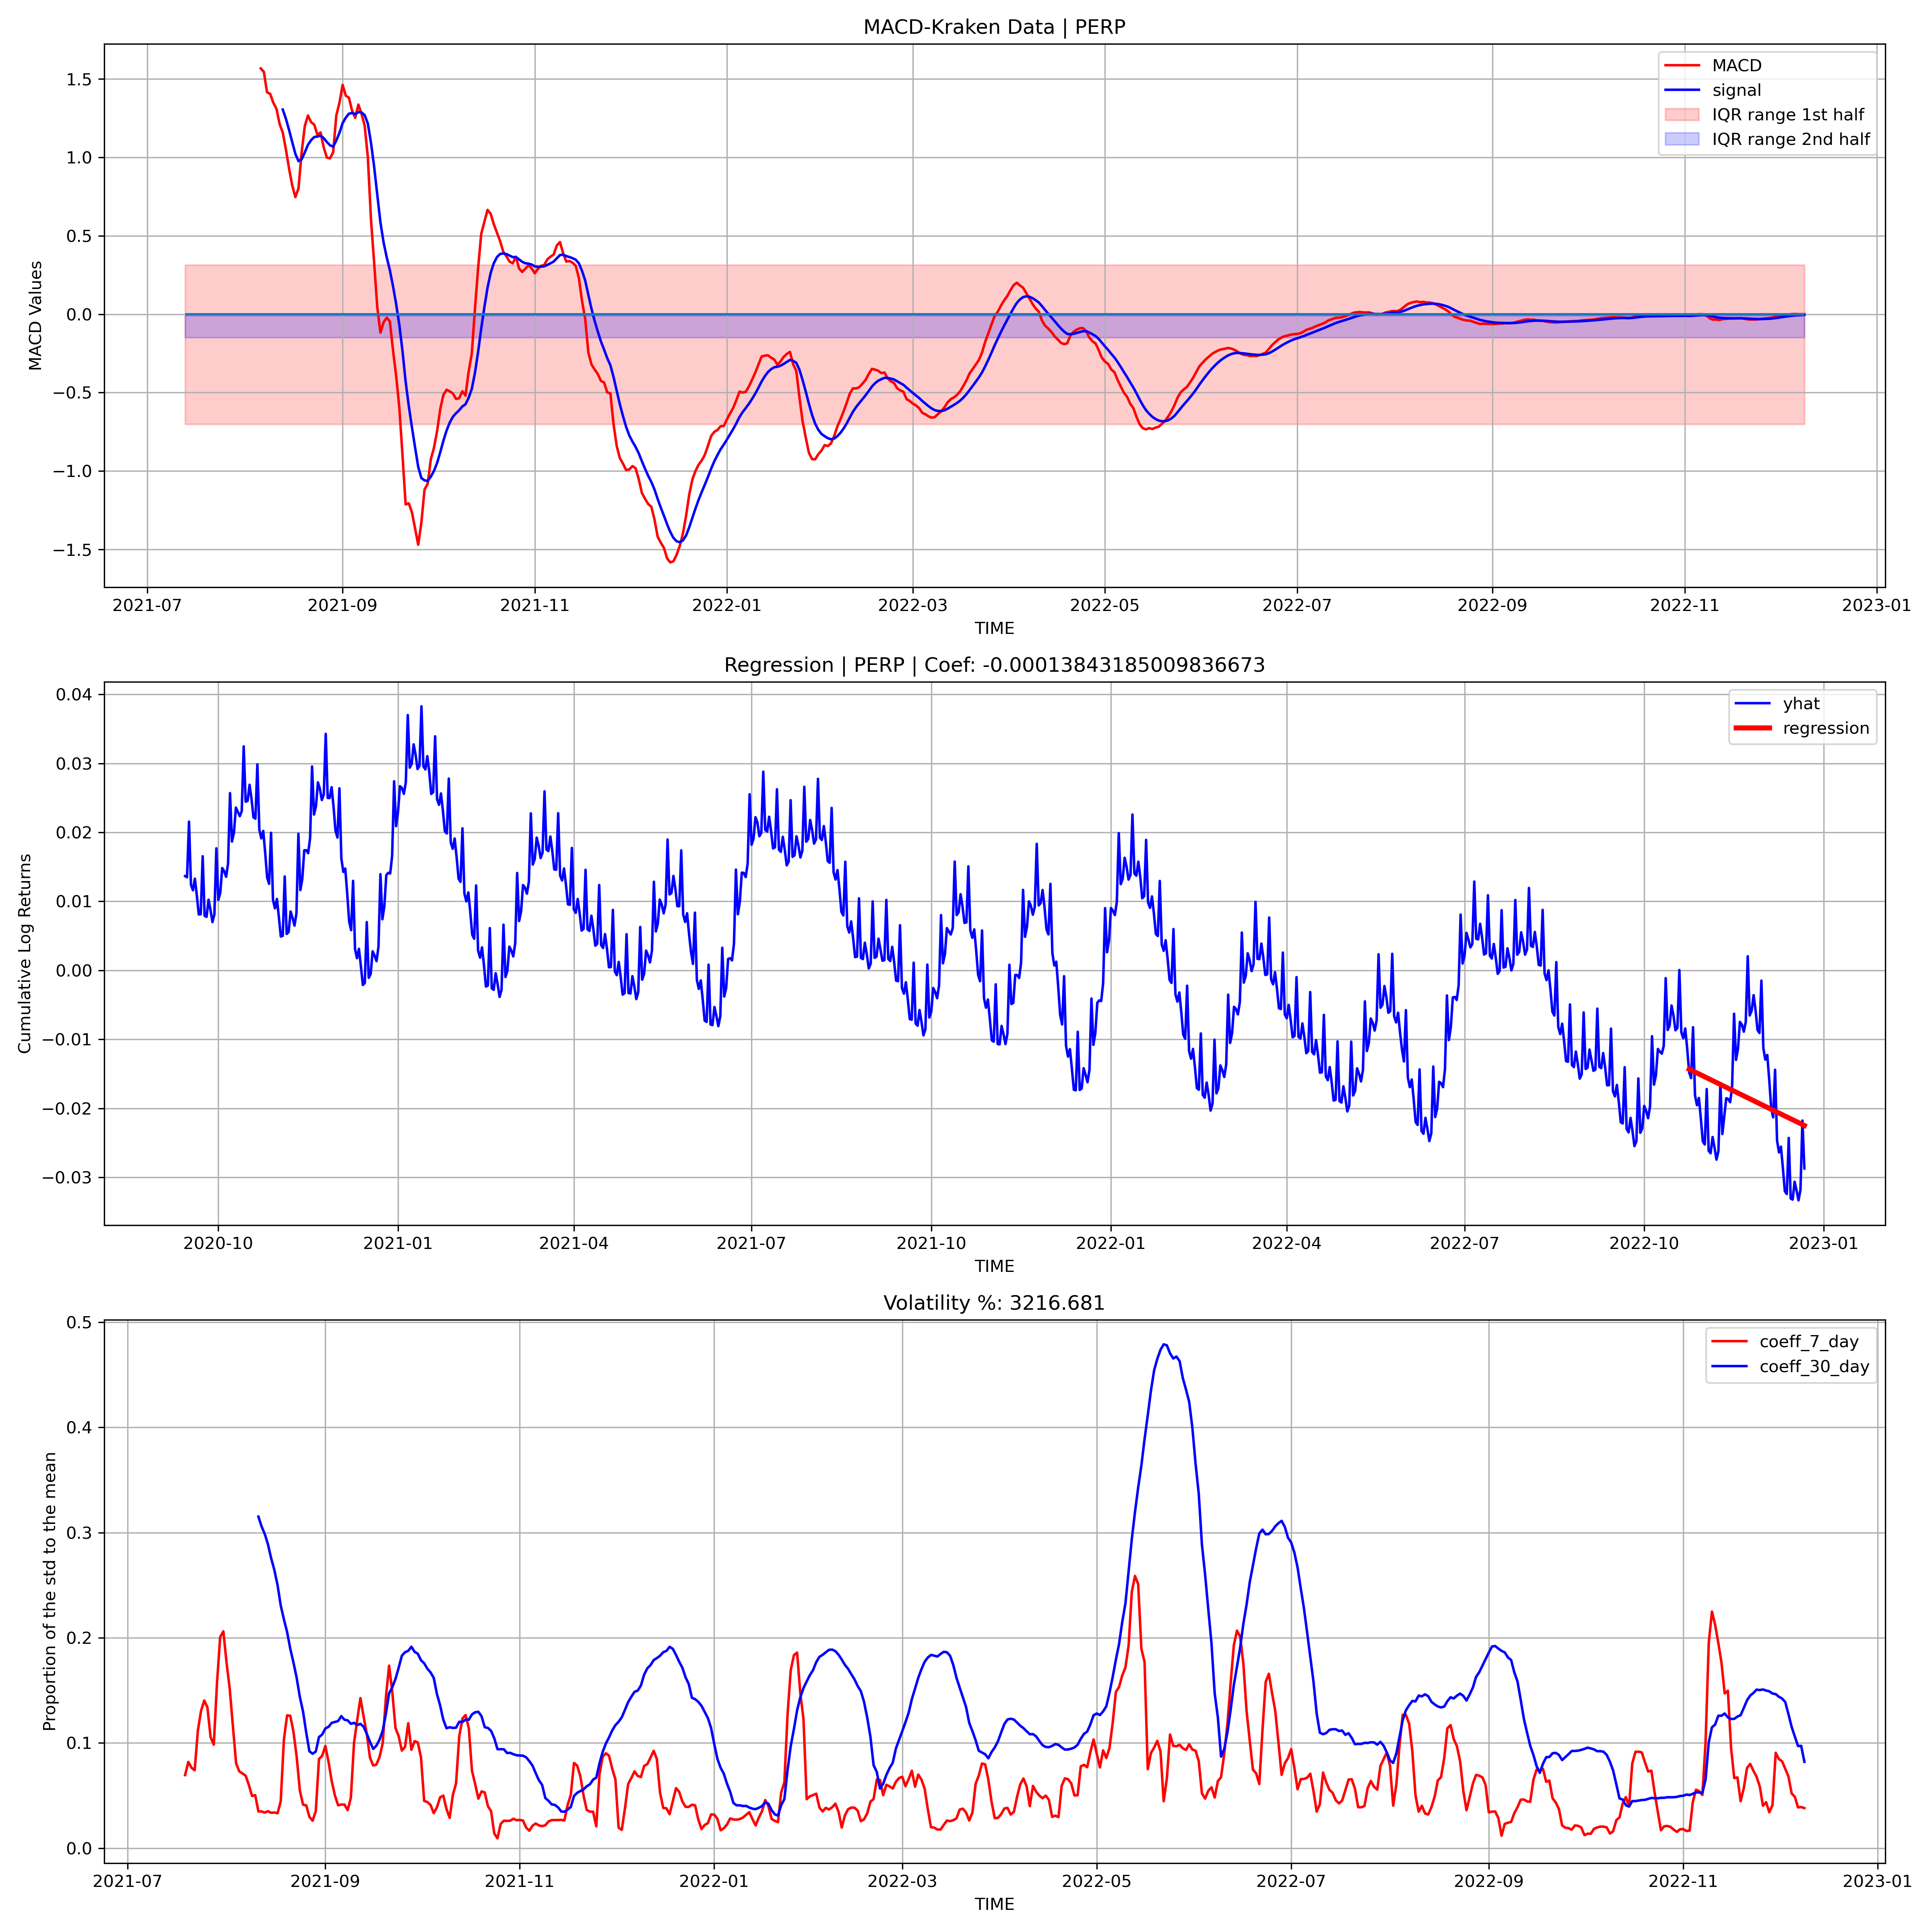 MACD-Kraken Data | PERP
MACD Values
1.5
1.0
0.5
0.0
−0.5
−1.0
−1.5
MACD
signal
IQR range 1st half
IQR range 2nd half
2021-07 2021-09 2021-11 2022-01 2022-03 2022-05 2022-07 2022-09 2022-11 2023-01
TIME
Regression | PERP | Coef: -0.00013843185009836673
Cumulative Log Returns
0.04
0.03
0.02
0.01
0.00
−0.01
−0.02
−0.03
yhat
regression
2020-10 2021-01 2021-04 2021-07 2021-10 2022-01 2022-04 2022-07 2022-10 2023-01
TIME
Volatility %: 3216.681
Proportion of the std to the mean
0.5
0.4
0.3
0.2
0.1
0.0
coeff_7_day
coeff_30_day
2021-07 2021-09 2021-11 2022-01 2022-03 2022-05 2022-07 2022-09 2022-11 2023-01
TIME